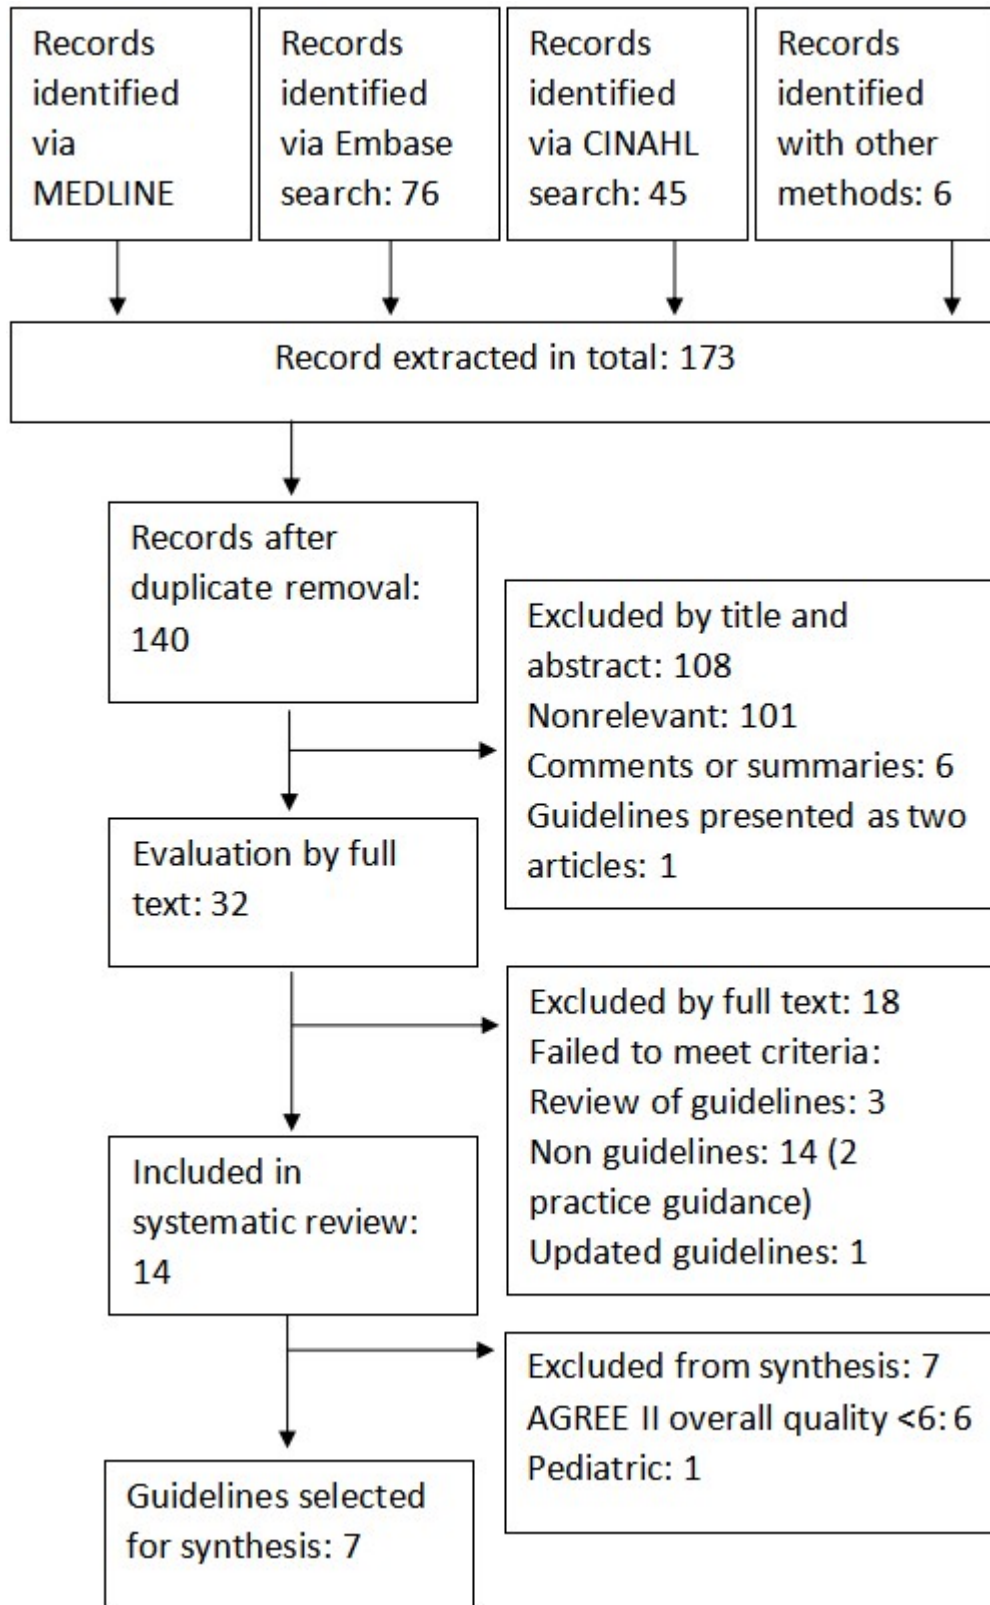 Records
identified
via
MEDLINE
Records
identified
via Embase
search: 76
Records
identified
via CINAHL
search: 45
Records
identified
with other
methods: 6
Record extracted in total: 173
Records after
duplicate removal:
140
Excluded by title and
abstract: 108
Nonrelevant: 101
Comments or summaries: 6
Guidelines presented as two
articles: 1
Evaluation by full
text: 32
Excluded by full text: 18
Failed to meet criteria:
Review of guidelines: 3
Non guidelines: 14 (2
practice guidance)
Updated guidelines: 1
Included in
systematic review:
14
Excluded from synthesis: 7
AGREE II overall quality <6: 6
Pediatric: 1
Guidelines selected
for synthesis: 7